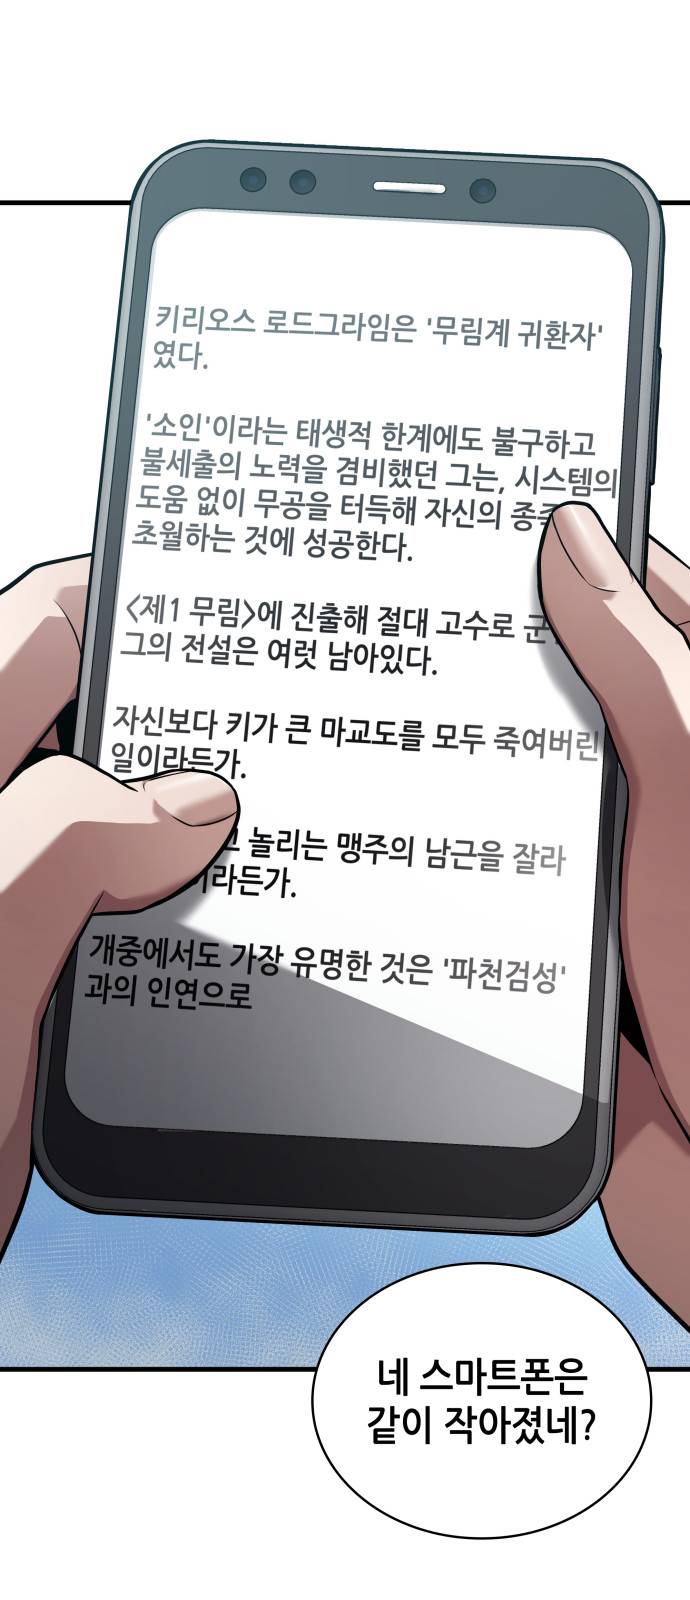 키리오스 로드그라임은 '무림계 귀환자'
였다.
'소인'이라는 태생적 한계에도 불구하고
불세출의 노력을 겸비했던 그는, 시스템의
도움 없이 무공을 터득해 자신의
초월하는 것에 성공한다.
<제1 무림>에 진출해 절대 고수로
그의 전설은 여럿 남아있다.
자신보다 키가 큰 마교도를 모두 죽여버린
일이라든가.
놀리는 맹주의 남근을 잘라
개중에서도 가장 유명한 것은 '파천검성'
과의 인연으로
네 스마트폰은
같이 작아졌네?